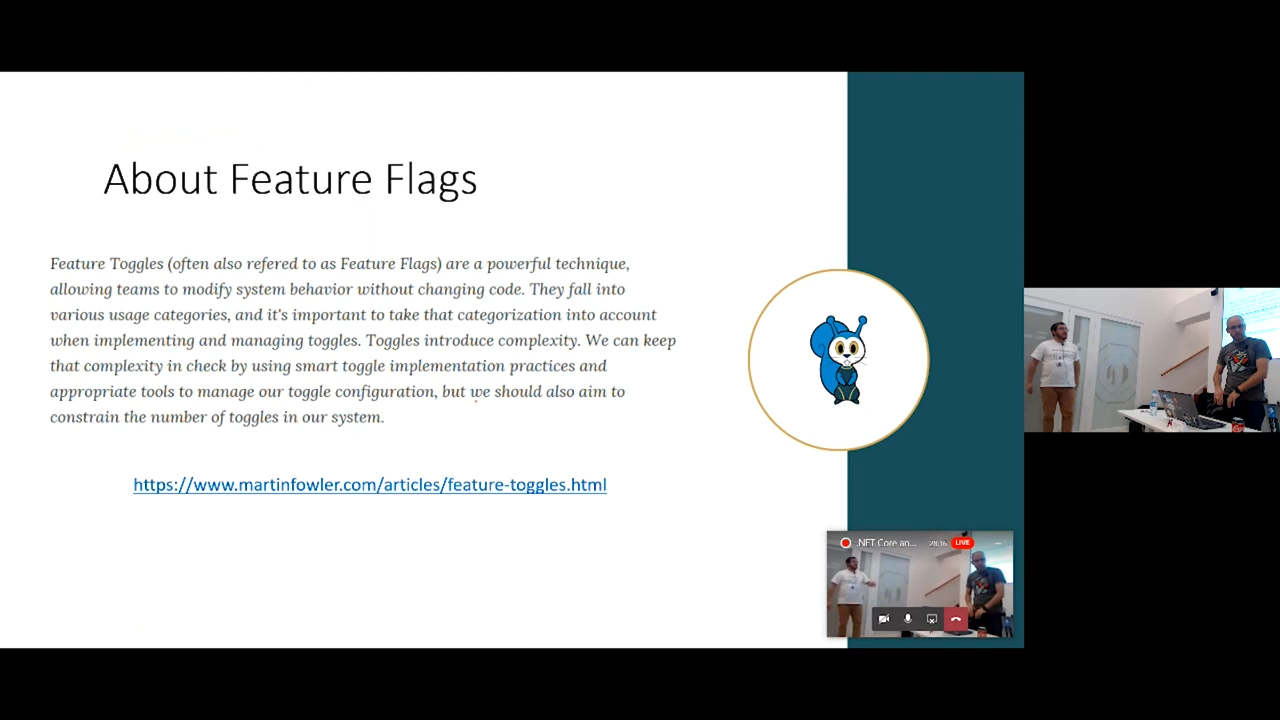 About Feature Flags
Feature Toggles (often also refered to as Feature Flags) are a powerful technique,
allowing teams to modify system behavior without changing code. They fall into
various usage categories, and it's important to take that categorization into account
when implementing and managing toggles. Toggles introduce complexity. We can keep
that complexity in check by using smart toggle implementation practices and
appropriate tools to manage our toggle configuration, but we should also aim to
constrain the number of toggles in our system.
https://www.martinfowler.com/articles/feature-toggles.html
.NET Core an... 28:16 LIVE